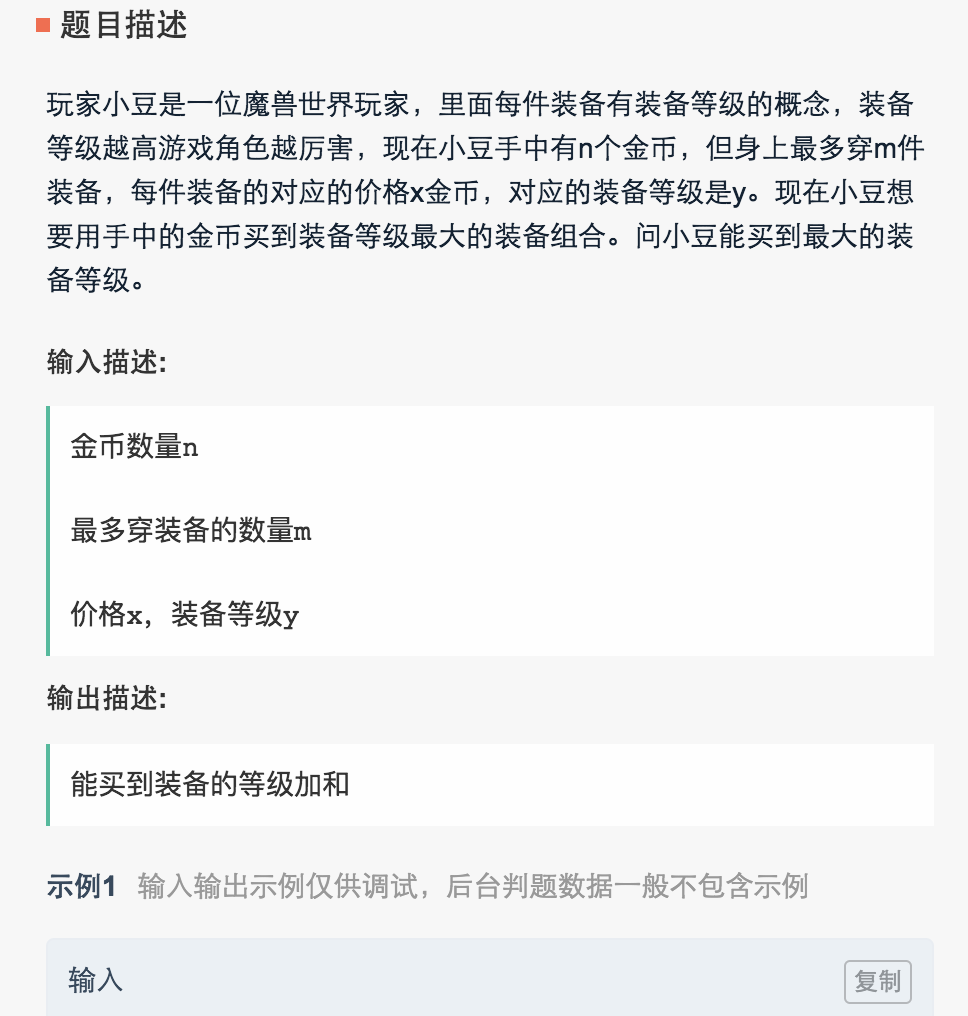 题目描述
玩家小豆是一位魔兽世界玩家，里面每件装备有装备等级的概念，装备
等级越高游戏角色越厉害，现在小豆手中有n个金币，但身上最多穿m件
装备，每件装备的对应的价格x金币，对应的装备等级是y。现在小豆想
要用手中的金币买到装备等级最大的装备组合。问小豆能买到最大的装
备等级。
输入描述:
金币数量n
最多穿装备的数量m
价格x，装备等级y
输出描述:
能买到装备的等级加和
示例1 输入输出示例仅供调试，后台判题数据一般不包含示例
输入 复制